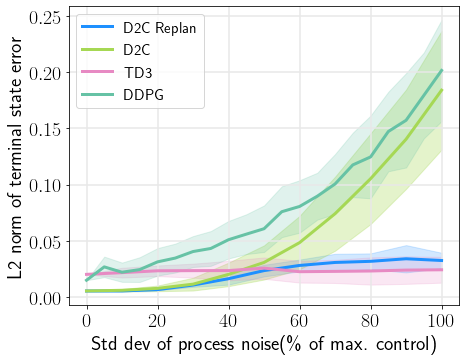 0.25
0.20
0.15
0.10
0.05
0.00
L2 norm of terminal state error
D2C Replan
D2C
TD3
DDPG
0 20 40 60 80 100
Std dev of process noise(% of max. control)